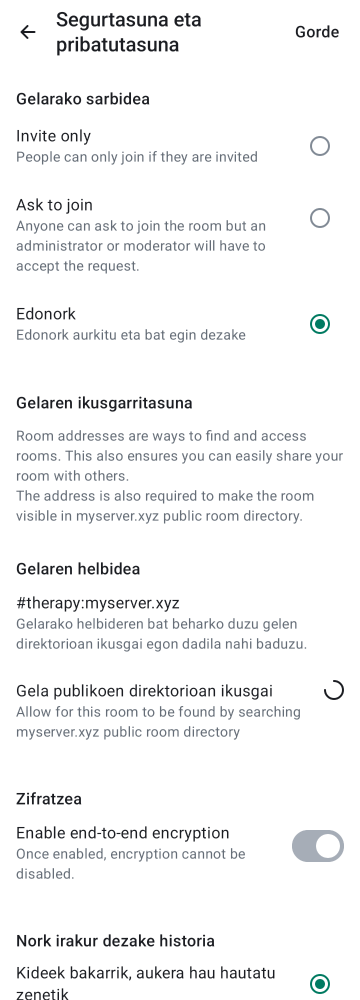 Segurtasuna eta
pribatutasuna
Gorde
Gelarako sarbidea
Invite only
People can only join if they are invited
Ask to join
Anyone can ask to join the room but an
administrator or moderator will have to
accept the request.
Edonork
Edonork aurkitu eta bat egin dezake
Gelaren ikusgarritasuna
Room addresses are ways to find and access
rooms. This also ensures you can easily share your
room with others.
The address is also required to make the room
visible in myserver.xyz public room directory.
Gelaren helbidea
#therapy:myserver.xyz
Gelarako helbideren bat beharko duzu gelen
direktorioan ikusgai egon dadila nahi baduzu.
Gela publikoen direktorioan ikusgai
Allow for this room to be found by searching
myserver.xyz public room directory
Zifratzea
Enable end-to-end encryption
Once enabled, encryption cannot be
disabled.
Nork irakur dezake historia
Kideek bakarrik, aukera hau hautatu
zenetik